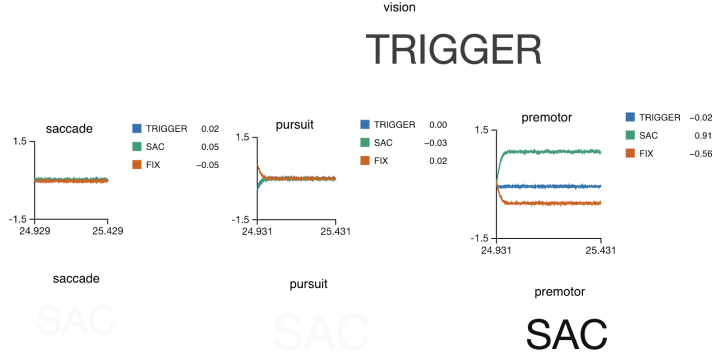 vision
TRIGGER
saccade
TRIGGER 0.02
SAC 0.05
FIX −0.05
1.5
-1.5
24.929 25.429
pursuit
TRIGGER 0.00
SAC −0.03
FIX 0.02
1.5
-1.5
24.931 25.431
premotor
TRIGGER −0.02
SAC 0.91
FIX −0.56
1.5
-1.5
24.931 25.431
saccade
SAC
pursuit
SAC
premotor
SAC